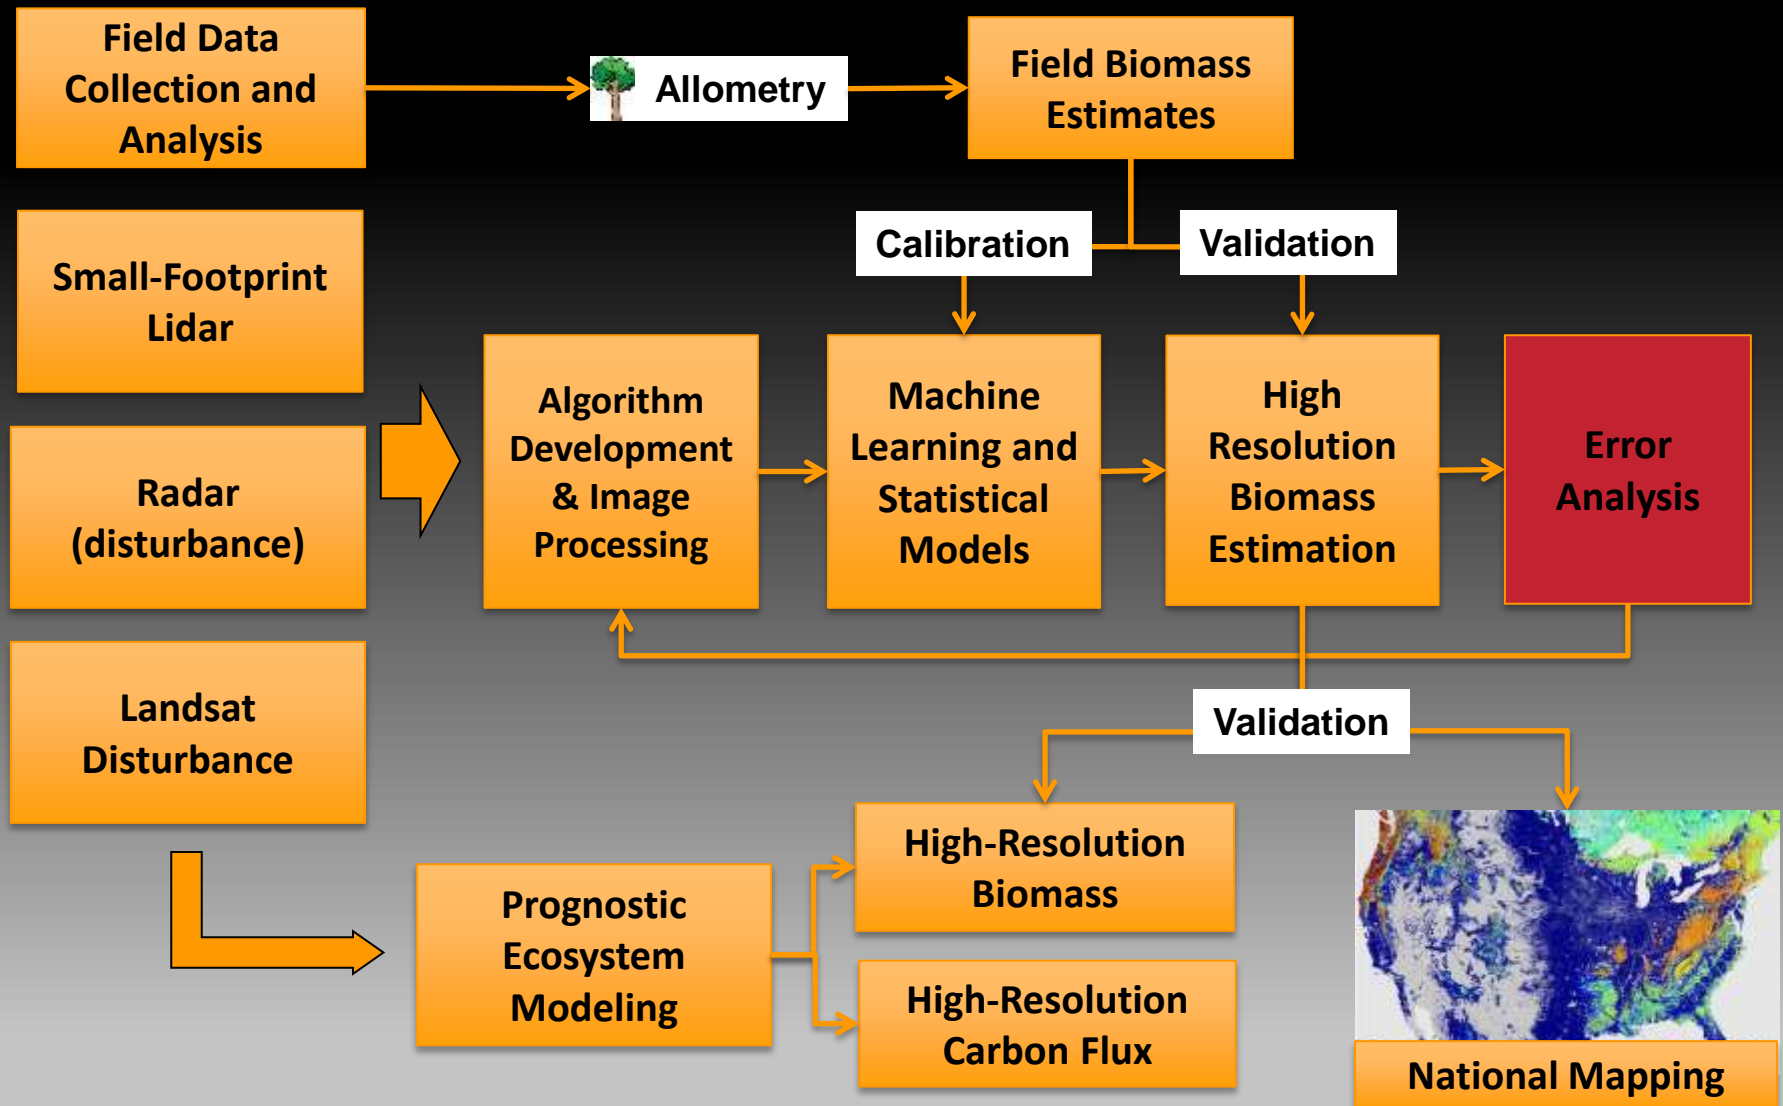 Field Data
Collection and
Analysis
Allometry
Field Biomass
Estimates
Small-Footprint
Lidar
Calibration
Validation
Radar
(disturbance)
Algorithm
Development
& Image
Processing
Machine
Learning and
Statistical
Models
High
Resolution
Biomass
Estimation
Error
Analysis
Landsat
Disturbance
Validation
Prognostic
Ecosystem
Modeling
High-Resolution
Biomass
High-Resolution
Carbon Flux
National Mapping